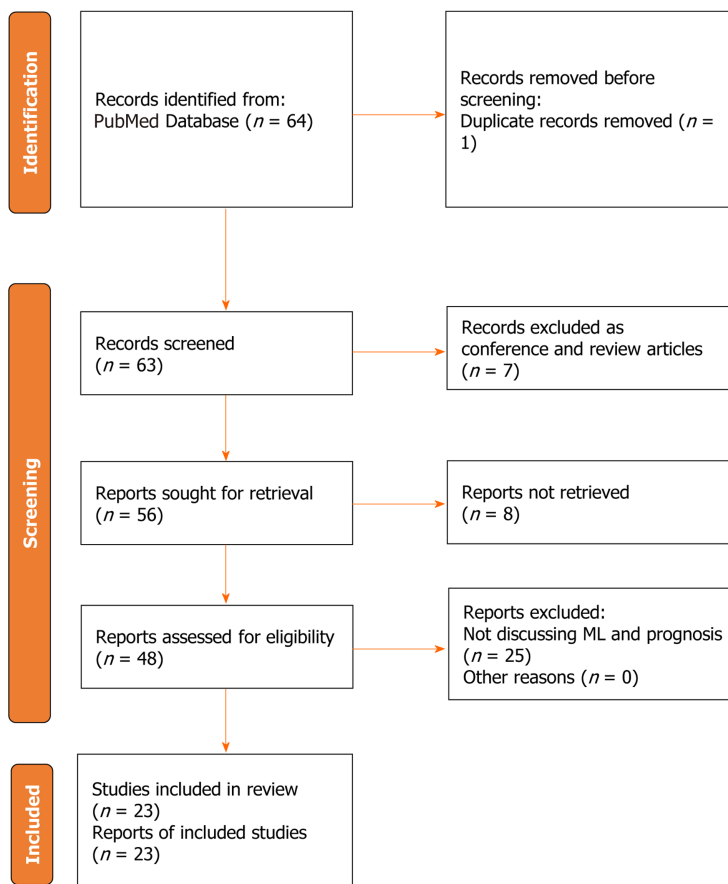 Identification
Records identified from:
PubMed Database (n = 64)
Records removed before
screening:
Duplicate records removed (n =
1)
Screening
Records screened
(n = 63)
Records excluded as
conference and review articles
(n = 7)
Reports sought for retrieval
(n = 56)
Reports not retrieved
(n = 8)
Reports assessed for eligibility
(n = 48)
Reports excluded:
Not discussing ML and prognosis
(n = 25)
Other reasons (n = 0)
Included
Studies included in review
(n = 23)
Reports of included studies
(n = 23)